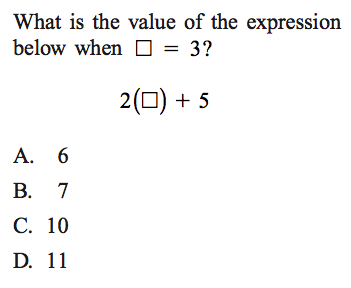 What is the value of the expression
below when □ = 3?
2(□) + 5
A. 6
B. 7
C. 10
D. 11